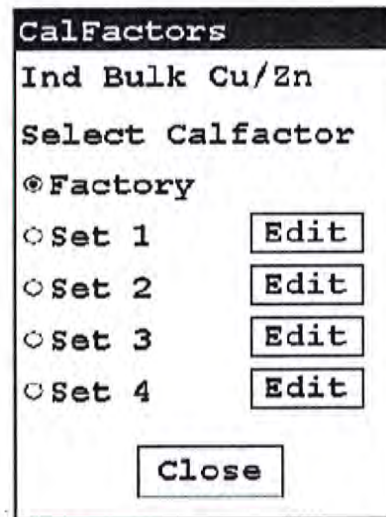 CalFactors
Ind Bulk Cu/Zn
Select Calfactor
Factory
Set 1 Edit
Set 2 Edit
Set 3 Edit
Set 4 Edit
Close